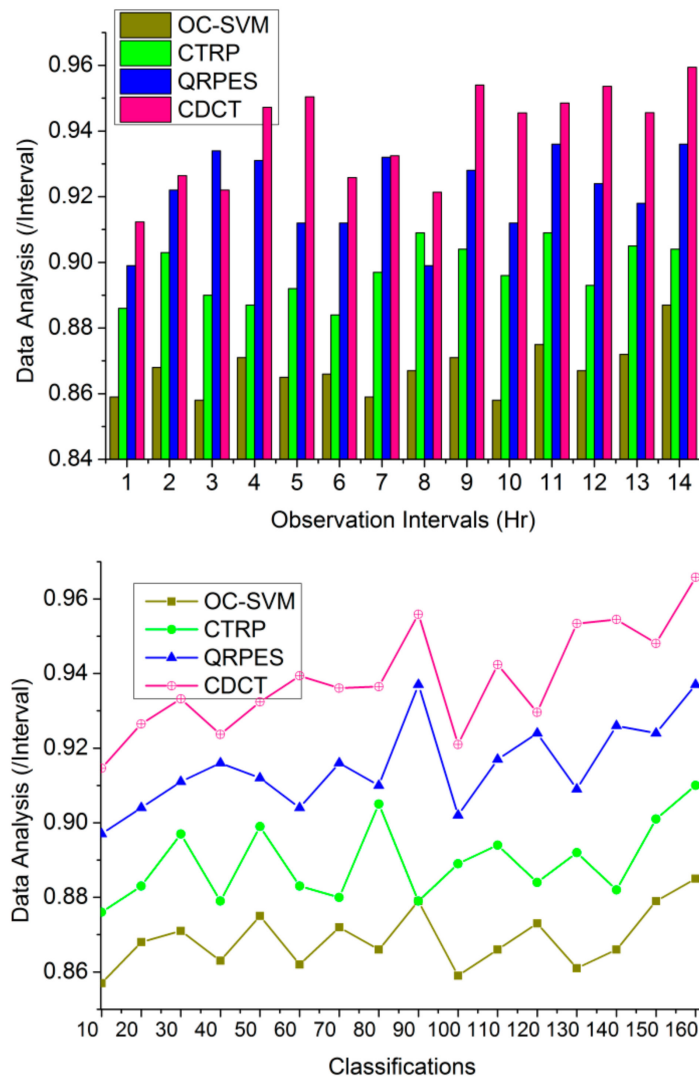 OC-SVM
CTRP
QRPES
CDCT
Data Analysis (/Interval)
0.96
0.94
0.92
0.90
0.88
0.86
0.84
1 2 3 4 5 6 7 8 9 10 11 12 13 14
Observation Intervals (Hr)
OC-SVM
CTRP
QRPES
CDCT
Data Analysis (/Interval)
0.96
0.94
0.92
0.90
0.88
0.86
10 20 30 40 50 60 70 80 90 100 110 120 130 140 150 160
Classifications